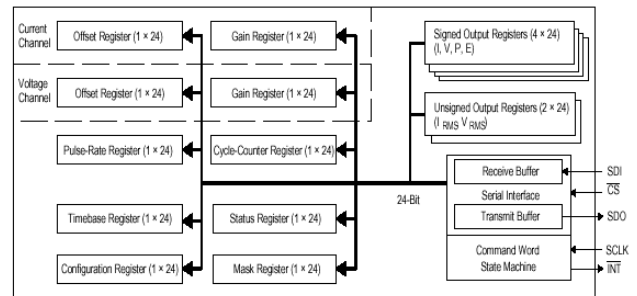 Current
Channel
Offset Register (1 × 24)
Gain Register (1 × 24)
Signed Output Registers (4 × 24)
(I, V, P, E)
Voltage
Channel
Offset Register (1 × 24)
Gain Register (1 × 24)
Unsigned Output Registers (2 × 24)
(I RMS V RMS)
Pulse-Rate Register (1 × 24)
Cycle-Counter Register (1 × 24)
Receive Buffer
SDI
Serial Interface
CS
24-Bit
Timebase Register (1 × 24)
Status Register (1 × 24)
Transmit Buffer
SDO
Command Word
SCLK
State Machine
INT
Configuration Register (1 × 24)
Mask Register (1 × 24)